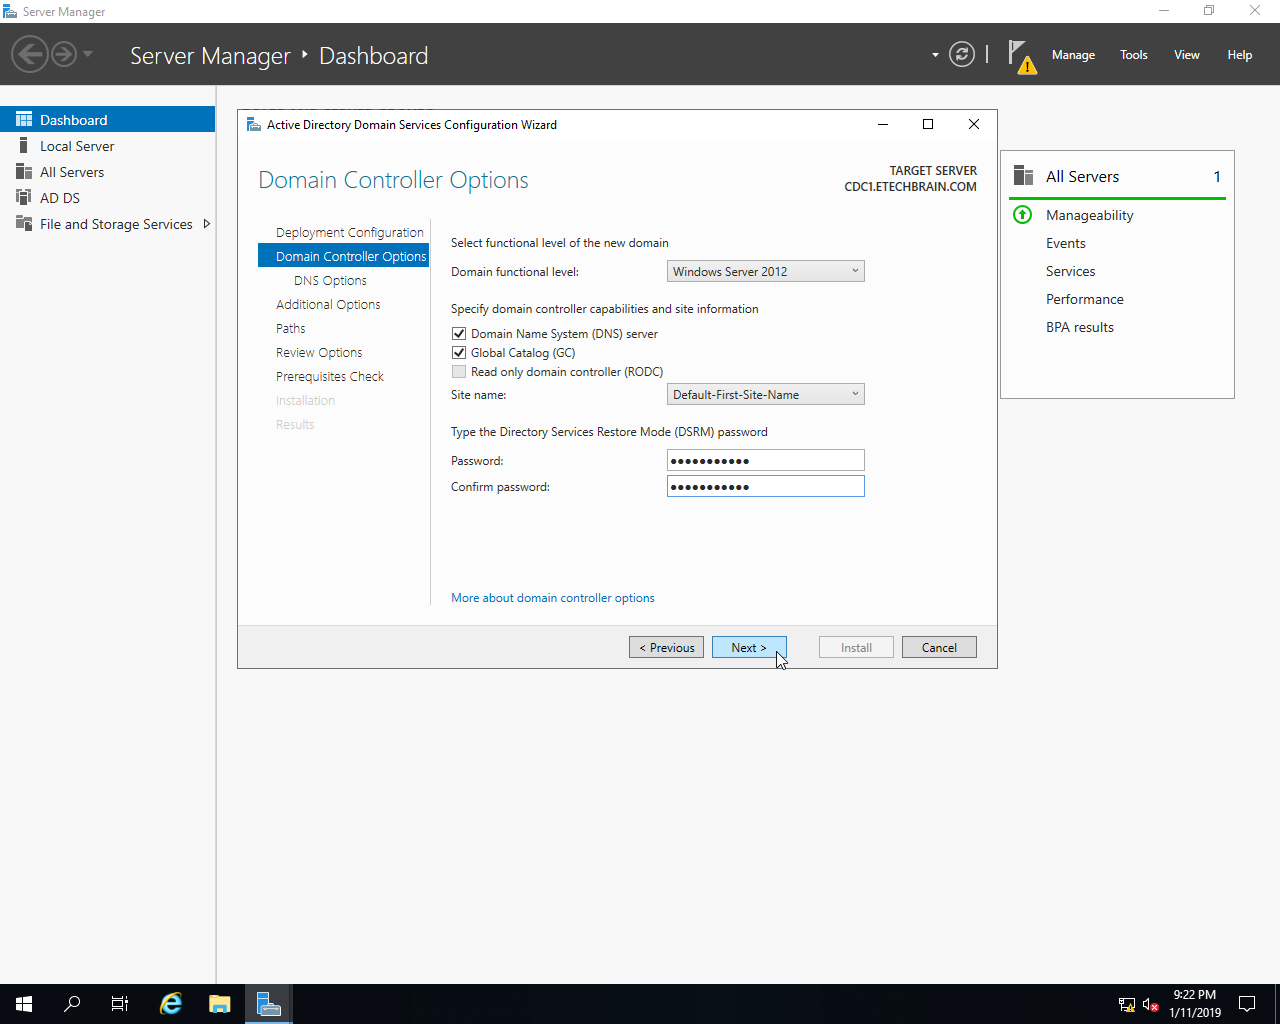 Server Manager
Server Manager ‣ Dashboard
Manage
Tools
View
Help
Dashboard
Local Server
All Servers
AD DS
File and Storage Services
Active Directory Domain Services Configuration Wizard
Domain Controller Options
TARGET SERVER
CDC1.ETECHBRAIN.COM
Deployment Configuration
Domain Controller Options
DNS Options
Additional Options
Paths
Review Options
Prerequisites Check
Installation
Results
Select functional level of the new domain
Domain functional level: Windows Server 2012
Specify domain controller capabilities and site information
Domain Name System (DNS) server
Global Catalog (GC)
Read only domain controller (RODC)
Site name: Default-First-Site-Name
Type the Directory Services Restore Mode (DSRM) password
Password: ●●●●●●●●●●●
Confirm password: ●●●●●●●●●●●
More about domain controller options
< Previous
Next >
Install
Cancel
All Servers 1
Manageability
Events
Services
Performance
BPA results
9:22 PM
1/11/2019